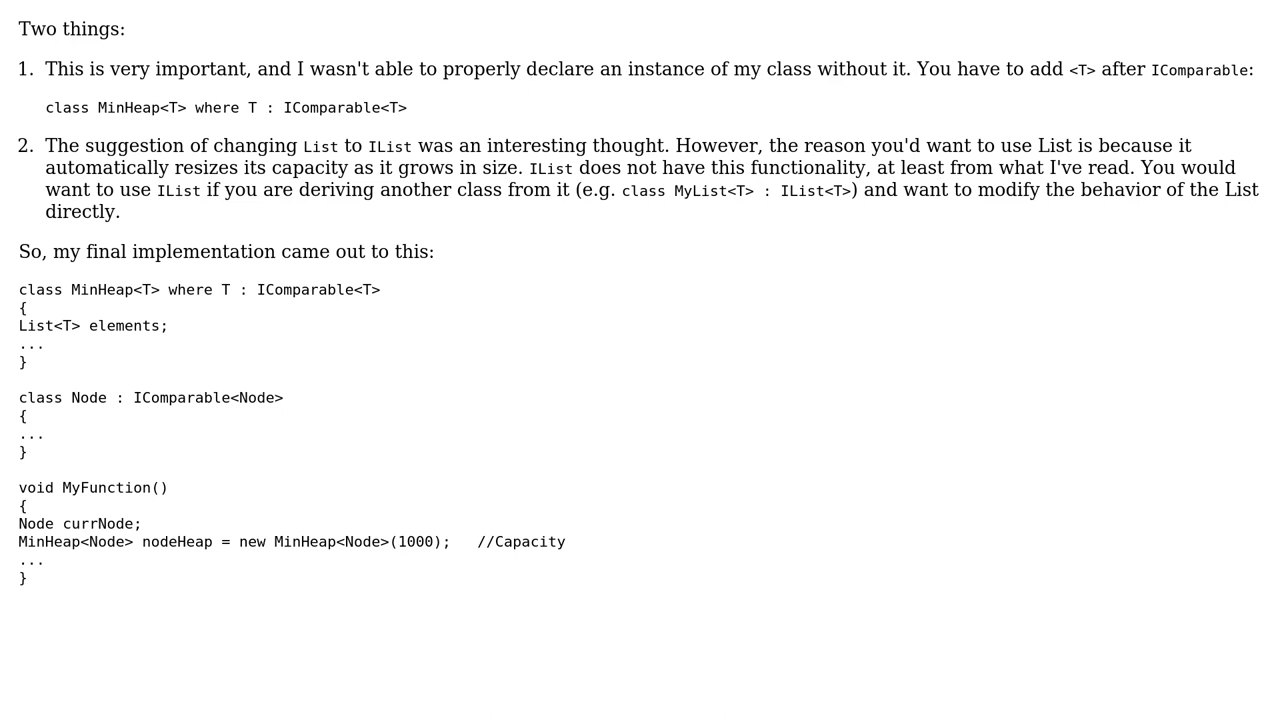 Two things:
1. This is very important, and I wasn't able to properly declare an instance of my class without it. You have to add <T> after IComparable:
class MinHeap<T> where T : IComparable<T>
2. The suggestion of changing List to IList was an interesting thought. However, the reason you'd want to use List is because it
automatically resizes its capacity as it grows in size. IList does not have this functionality, at least from what I've read. You would
want to use IList if you are deriving another class from it (e.g. class MyList<T> : IList<T>) and want to modify the behavior of the List
directly.
So, my final implementation came out to this:
class MinHeap<T> where T : IComparable<T>
{
List<T> elements;
...
}
class Node : IComparable<Node>
{
...
}
void MyFunction()
{
Node currNode;
MinHeap<Node> nodeHeap = new MinHeap<Node>(1000);   //Capacity
...
}